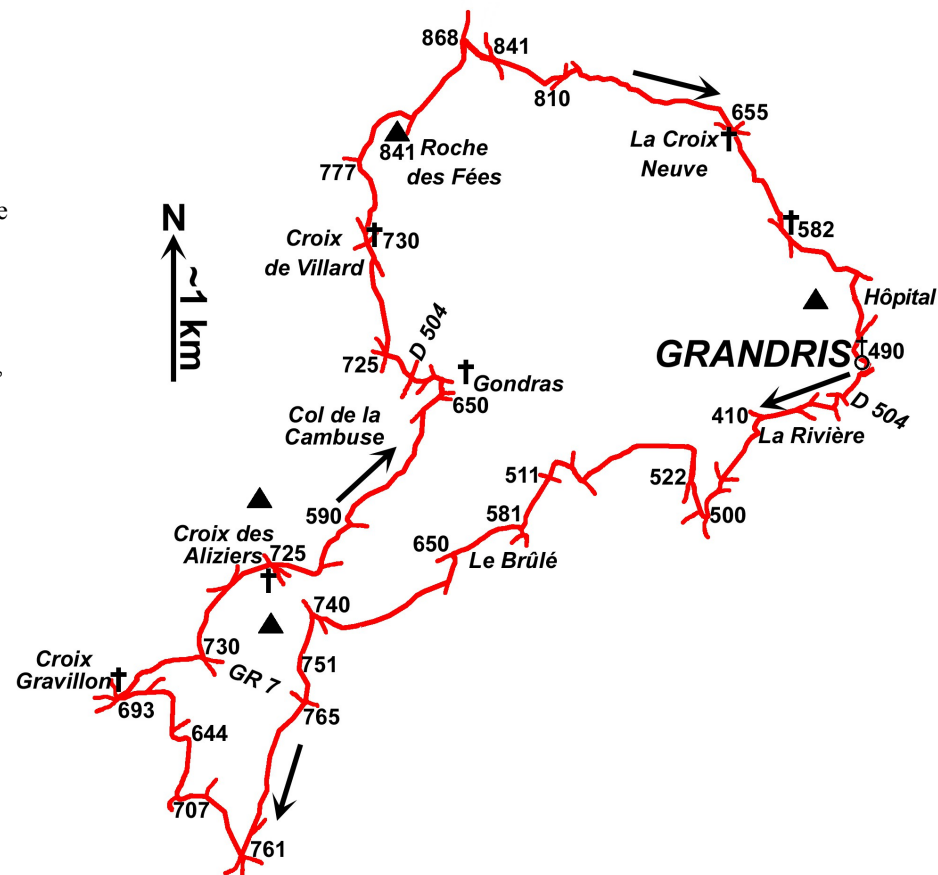 868
841
810
655
La Croix
Neuve
841
Roche
des Fées
777
e
N
~1 km
Croix
de Villard
730
582
Hôpital
GRANDRIS
490
D 504
725
Gondras
650
,
Col de la
Cambuse
410
La Rivière
D 504
511
522
500
590
581
Croix des
Aliziers
725
650
Le Brûlé
740
730
GR 7
751
Croix
Gravillon
693
765
644
707
761